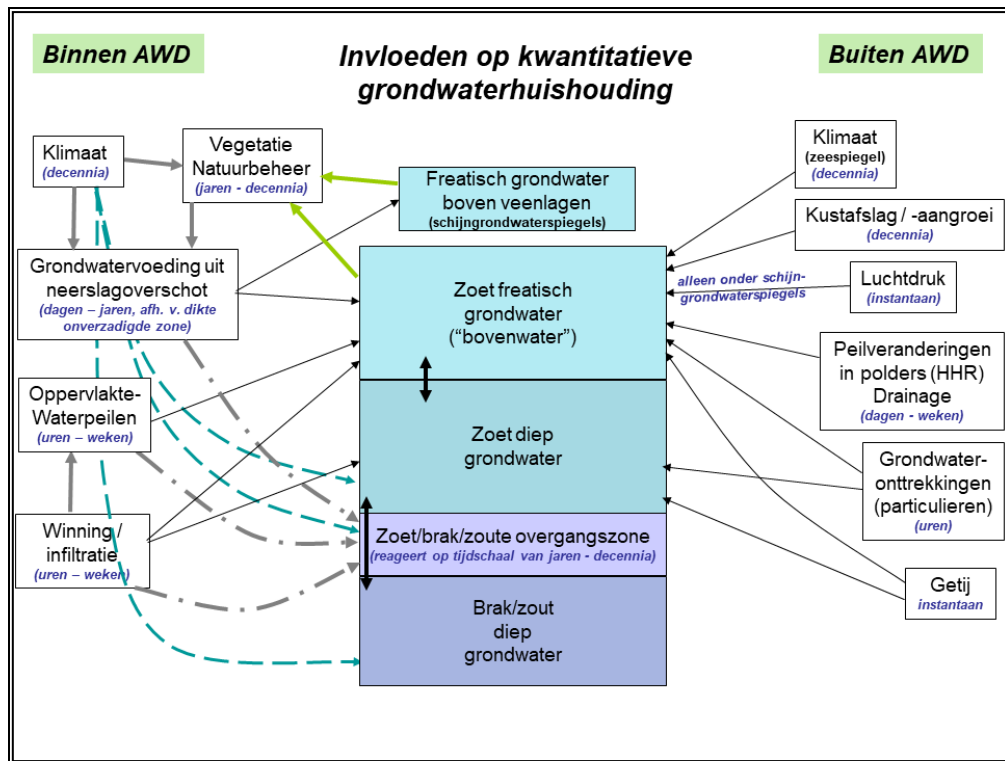 Binnen AWD
Invloeden op kwantitatieve
grondwaterhuishouding
Buiten AWD
Klimaat
(decennia)
Vegetatie
Natuurbeheer
(jaren - decennia)
Grondwatervoeding uit
neerslagoverschot
(dagen – jaren, afh. v. dikte
onverzadigde zone)
Oppervlakte-
Waterpeilen
(uren – weken)
Winning /
infiltratie
(uren – weken)
Freatisch grondwater
boven veenlagen
(schijngrondwaterspiegels)
Zoet freatisch
grondwater
(“bovenwater”)
Zoet diep
grondwater
Zoet/brak/zoute overgangszone
(reageert op tijdschaal van jaren - decennia)
Brak/zout
diep
grondwater
Klimaat
(zeespiegel)
(decennia)
Kustafslag / -aangroei
(decennia)
alleen onder schijn-
grondwaterspiegels
Luchtdruk
(instantaan)
Peilveranderingen
in polders (HHR)
Drainage
(dagen - weken)
Grondwater-
onttrekkingen
(particulieren)
(uren)
Getij
instantaan